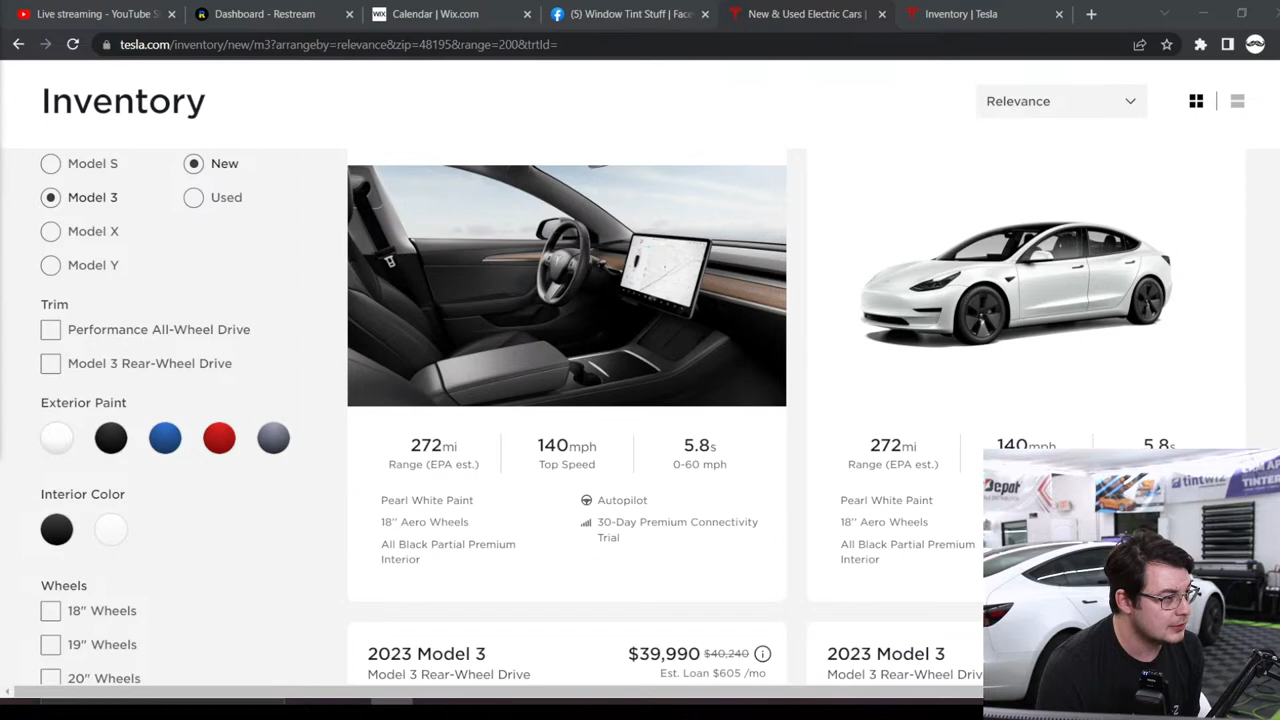 Live streaming - YouTube S
Dashboard - Restream
Calendar | Wix.com
(5) Window Tint Stuff | Face
New & Used Electric Cars |
Inventory | Tesla
tesla.com/inventory/new/m3?arrangeby=relevance&zip=48195&range=200&trtId=
Inventory
Relevance
Model S
New
Model 3
Used
Model X
Model Y
Trim
Performance All-Wheel Drive
Model 3 Rear-Wheel Drive
Exterior Paint
Interior Color
Wheels
18" Wheels
19" Wheels
20" Wheels
272mi
Range (EPA est.)
140mph
Top Speed
5.8s
0-60 mph
Pearl White Paint
18'' Aero Wheels
All Black Partial Premium
Interior
Autopilot
30-Day Premium Connectivity
Trial
272mi
Range (EPA est.)
140mph
5.8s
Pearl White Paint
18'' Aero Wheels
All Black Partial Premium
Interior
2023 Model 3
$39,990 $40,240
Model 3 Rear-Wheel Drive
Est. Loan $605 /mo
2023 Model 3
Model 3 Rear-Wheel Drive
Depot
tintwiz